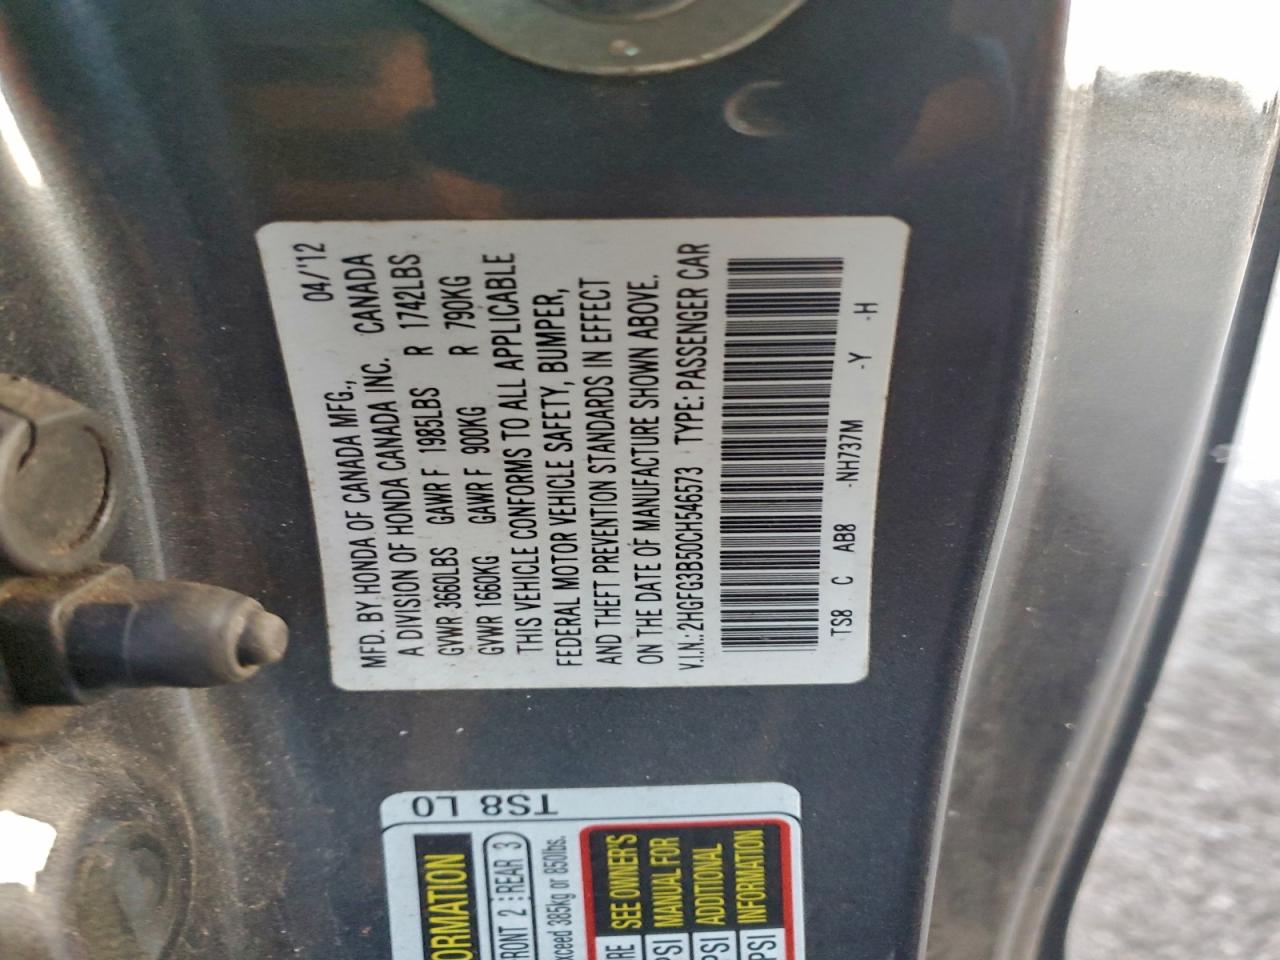 04/'12
MFD. BY HONDA OF CANADA MFG.,
A DIVISION OF HONDA CANADA INC. CANADA
GVWR 3660LBS GAWR F 1985LBS R 1742LBS
GVWR 1660KG GAWR F 900KG R 790KG
THIS VEHICLE CONFORMS TO ALL APPLICABLE
FEDERAL MOTOR VEHICLE SAFETY, BUMPER,
AND THEFT PREVENTION STANDARDS IN EFFECT
ON THE DATE OF MANUFACTURE SHOWN ABOVE.
V.I.N.: 2HGFG3B50CH546573 TYPE: PASSENGER CAR
TS8 C AB8 -NH737M -Y -H
TS8 L0
ORMATION
RONT 2 REAR 3
xceed 385kg or 850lbs.
RE
PSI
PSI
PSI
SEE OWNER'S
MANUAL FOR
ADDITIONAL
INFORMATION